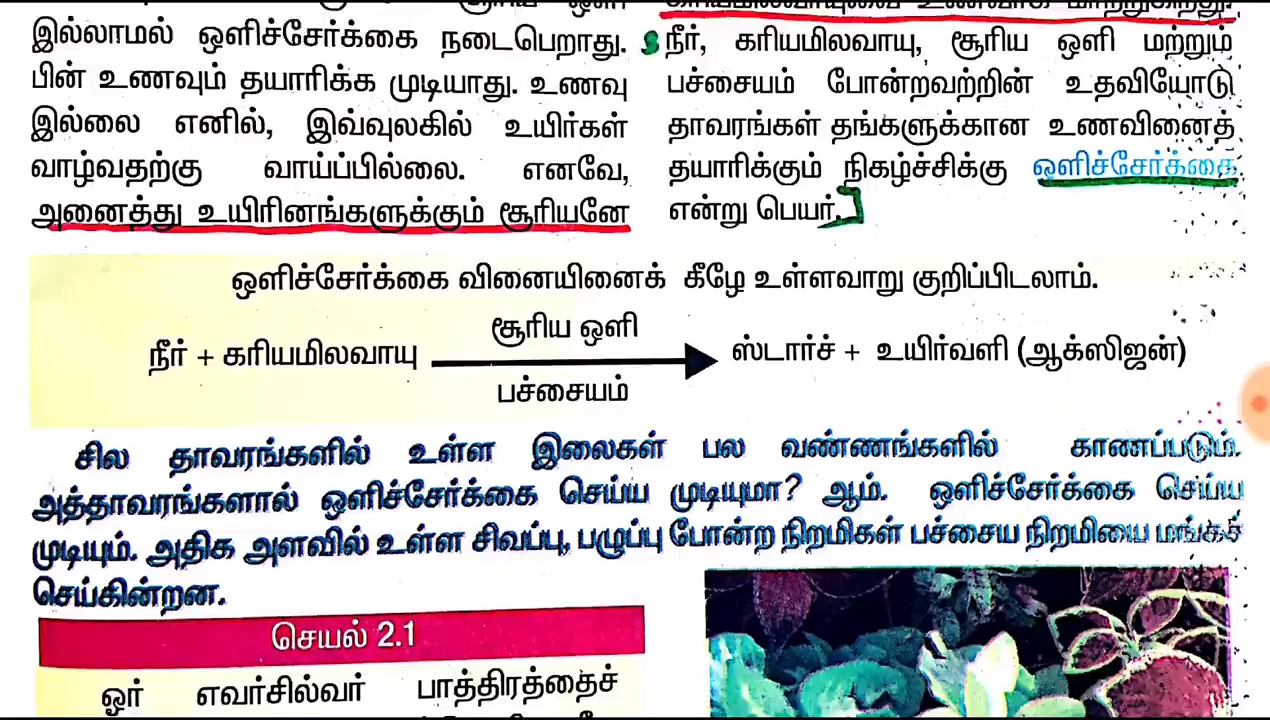 இல்லாமல் ஒளிச்சேர்க்கை நடைபெறாது.
பின் உணவும் தயாரிக்க முடியாது. உணவு
இல்லை எனில், இவ்வுலகில் உயிர்கள்
வாழ்வதற்கு வாய்ப்பில்லை. எனவே,
அனைத்து உயிரினங்களுக்கும் சூரியனே
நீர், கரியமிலவாயு, சூரிய ஒளி மற்றும்
பச்சையம் போன்றவற்றின் உதவியோடு
தாவரங்கள் தங்களுக்கான உணவினைத்
தயாரிக்கும் நிகழ்ச்சிக்கு ஒளிச்சேர்க்கை
என்று பெயர்.
ஒளிச்சேர்க்கை வினையினைக் கீழே உள்ளவாறு குறிப்பிடலாம்.
சூரிய ஒளி
நீர் + கரியமிலவாயு ஸ்டார்ச் + உயிர்வளி (ஆக்ஸிஜன்)
பச்சையம்
சில தாவரங்களில் உள்ள இலைகள் பல வண்ணங்களில் காணப்படும்.
அத்தாவரங்களால் ஒளிச்சேர்க்கை செய்ய முடியுமா? ஆம். ஒளிச்சேர்க்கை செய்ய
முடியும். அதிக அளவில் உள்ள சிவப்பு, பழுப்பு போன்ற நிறமிகள் பச்சைய நிறமியை மங்கச்
செய்கின்றன.
செயல் 2.1
ஓர் எவர்சில்வர் பாத்திரத்தைச்